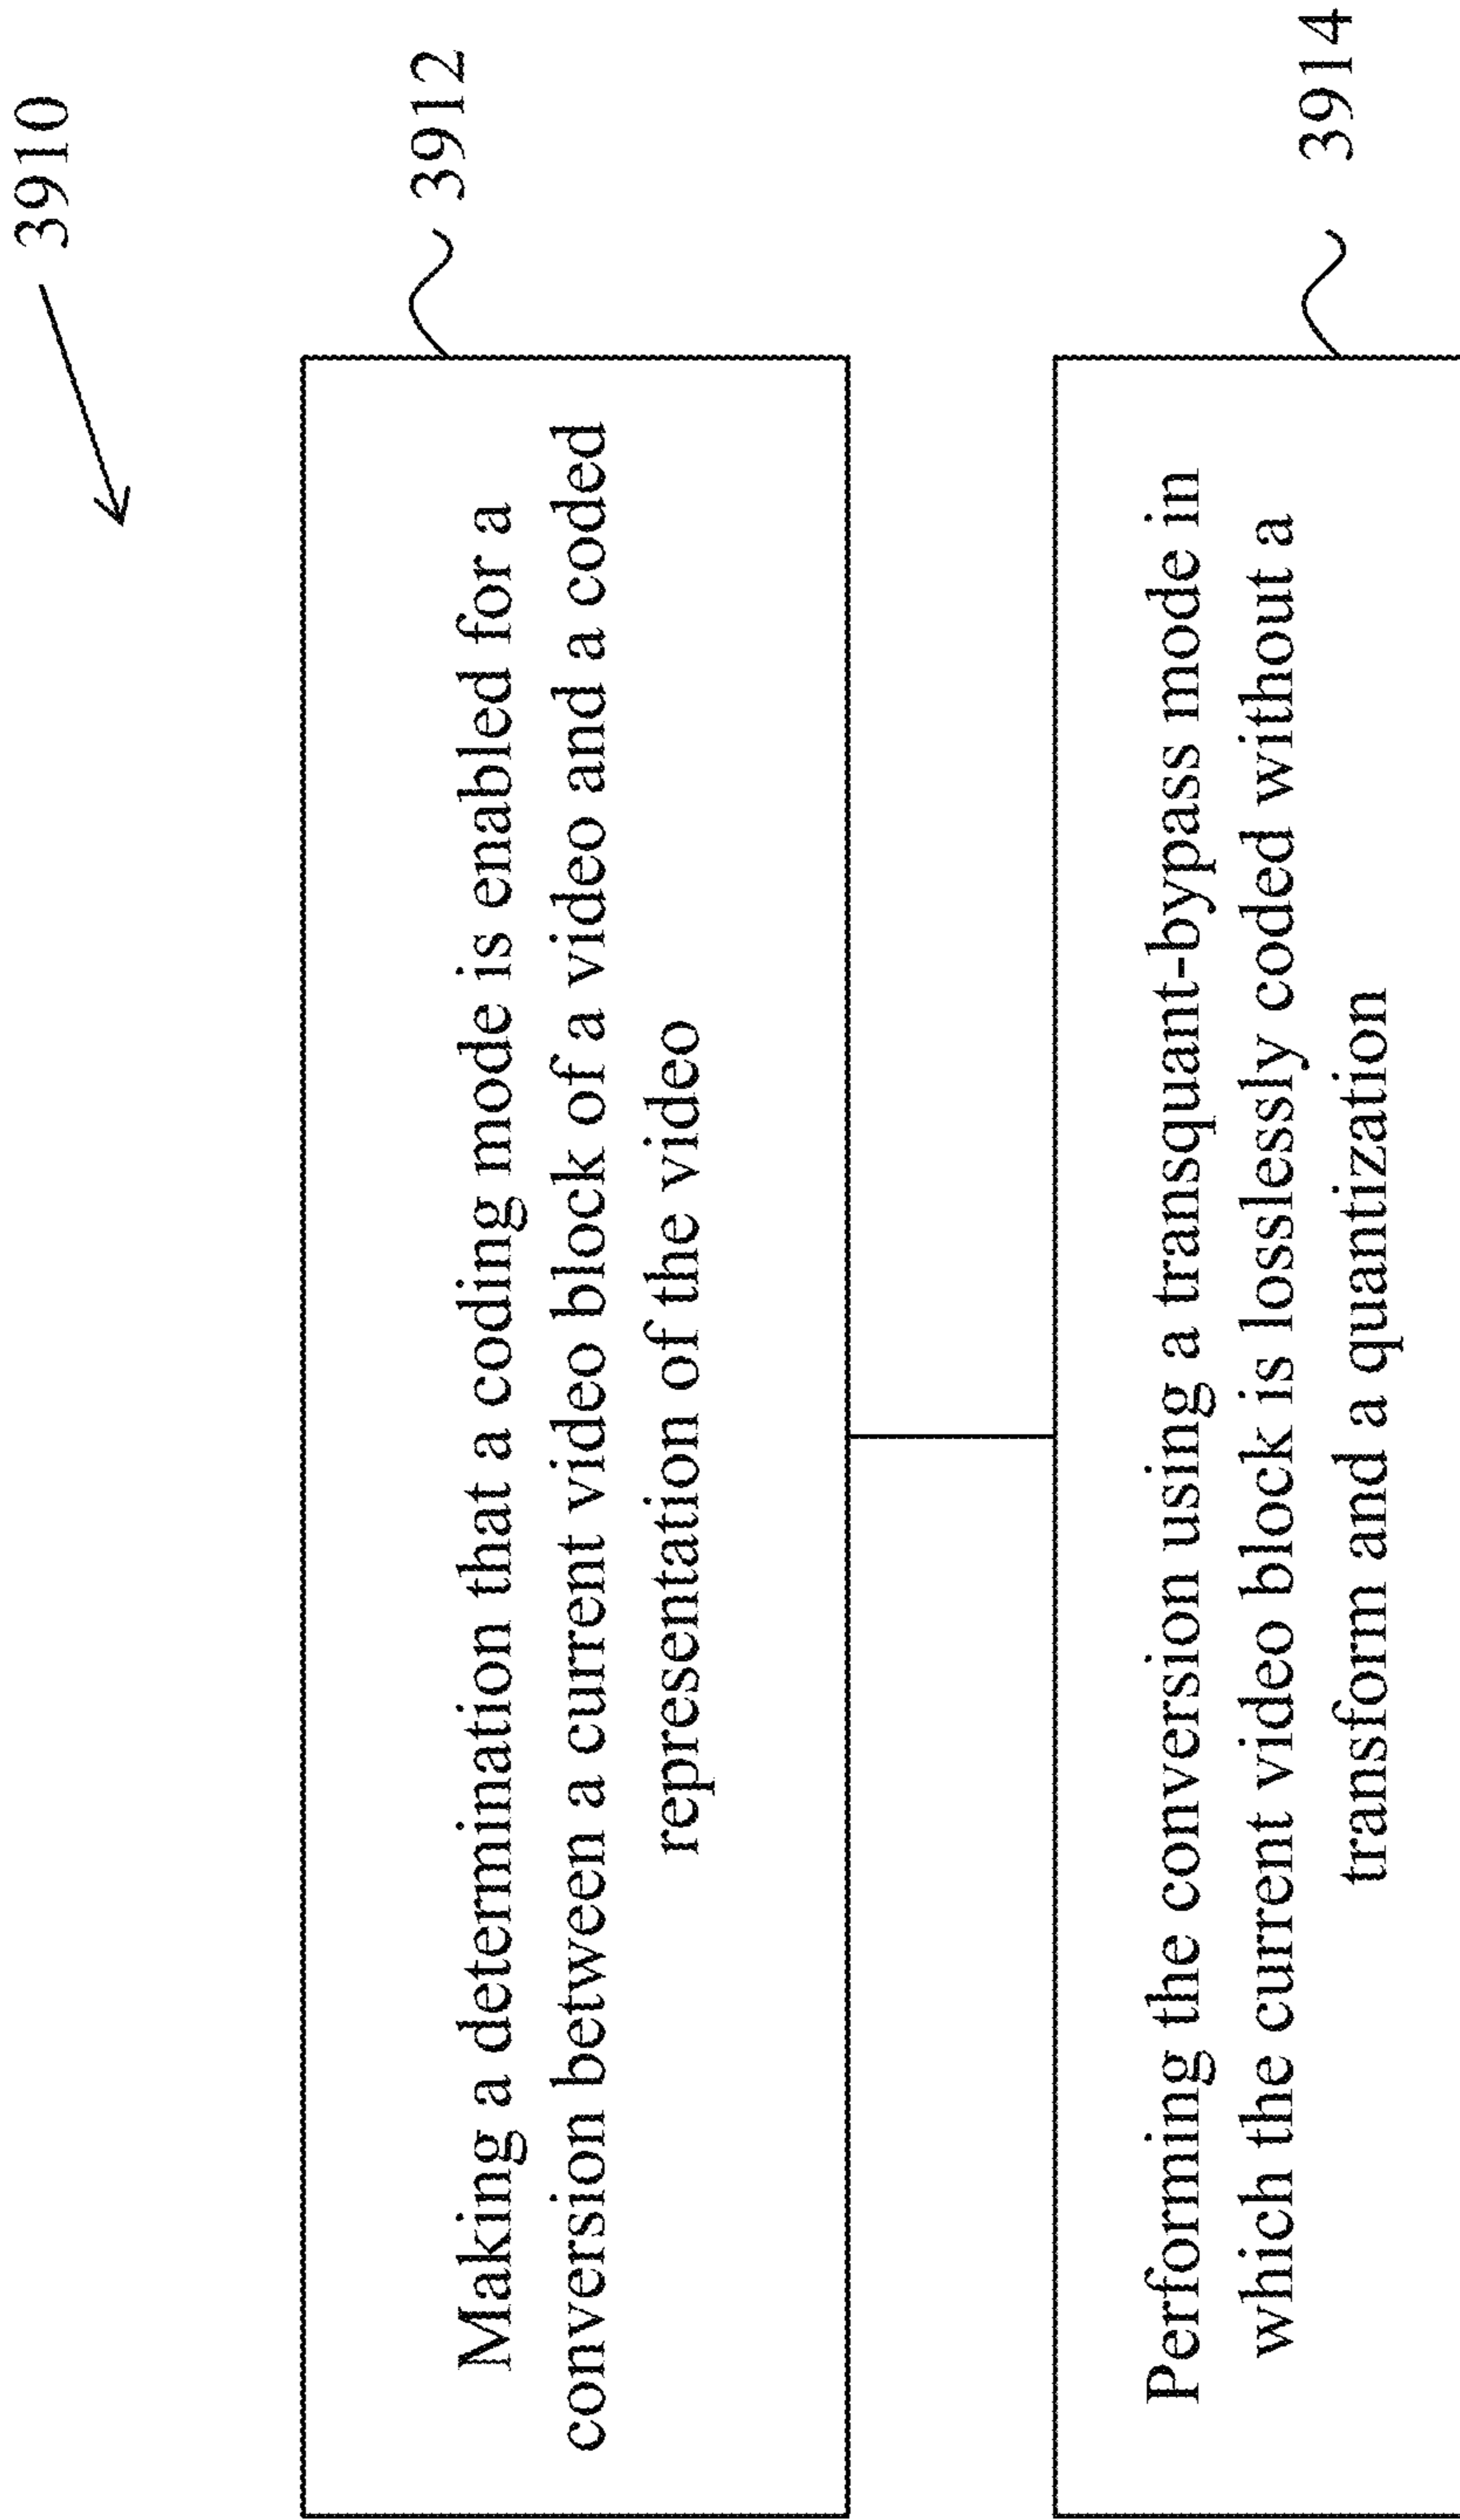 3910
3912
Making a determination that a coding mode is enabled for a
conversion between a current video block of a video and a coded
representation of the video
3914
Performing the conversion using a transquant-bypass mode in
which the current video block is losslessly coded without a
transform and a quantization